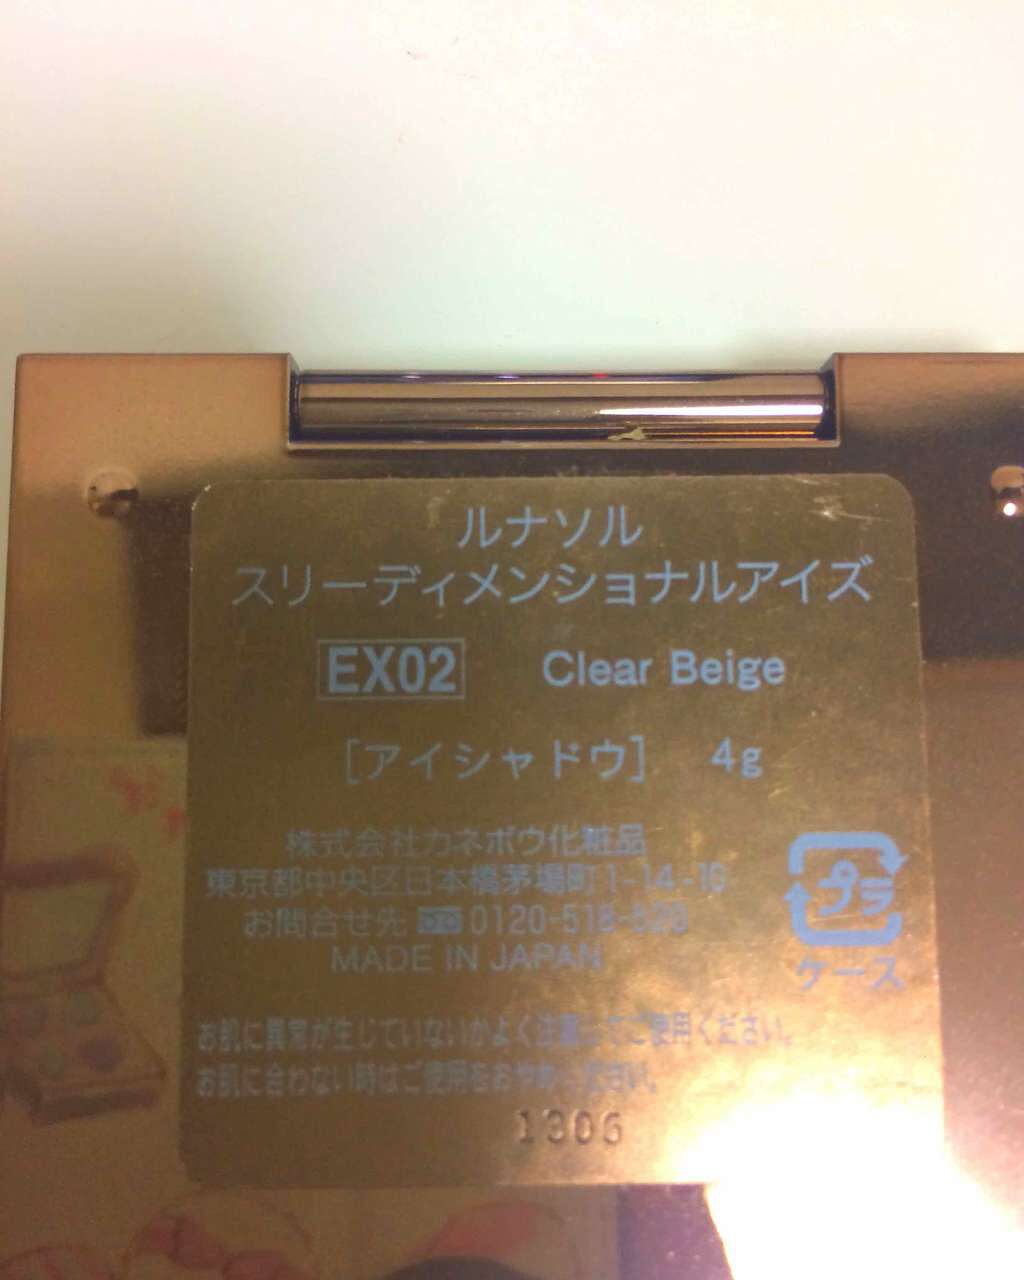 ルナソル
スリーディメンショナルアイズ
EX02 Clear Beige
[アイシャドウ] 4g
株式会社カネボウ化粧品
東京都中央区日本橋茅場町1-14-16
お問合せ先 0120-518-520
MADE IN JAPAN
プラ
ケース
お肌に異常が生じていないかよく注意してご使用ください。
お肌に合わない時はご使用をおやめください。
1306